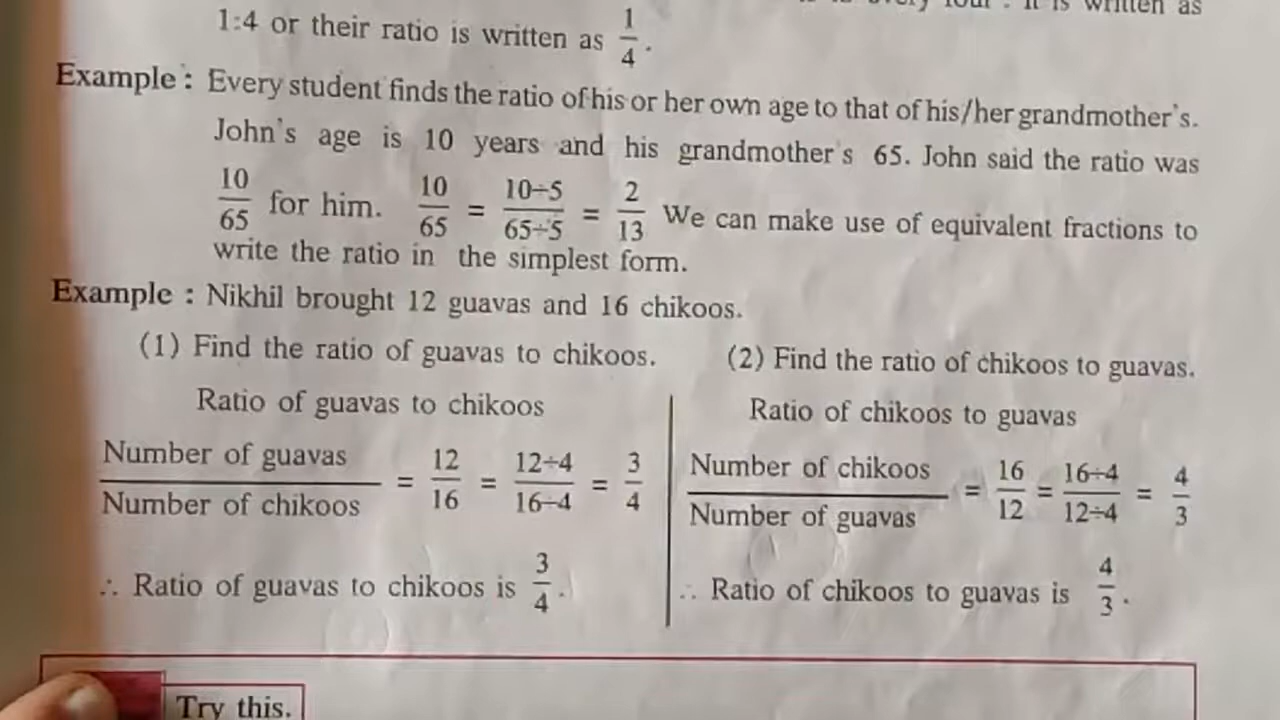 is written as
1:4 or their ratio is written as 1/4.
Example : Every student finds the ratio of his or her own age to that of his/her grandmother's.
John's age is 10 years and his grandmother's 65. John said the ratio was
10/65 for him. 10/65 = 10÷5/65÷5 = 2/13 We can make use of equivalent fractions to
write the ratio in the simplest form.
Example : Nikhil brought 12 guavas and 16 chikoos.
(1) Find the ratio of guavas to chikoos. (2) Find the ratio of chikoos to guavas.
Ratio of guavas to chikoos
Number of guavas/Number of chikoos = 12/16 = 12÷4/16÷4 = 3/4
∴ Ratio of guavas to chikoos is 3/4.
Ratio of chikoos to guavas
Number of chikoos/Number of guavas = 16/12 = 16÷4/12÷4 = 4/3
∴ Ratio of chikoos to guavas is 4/3.
Try this.